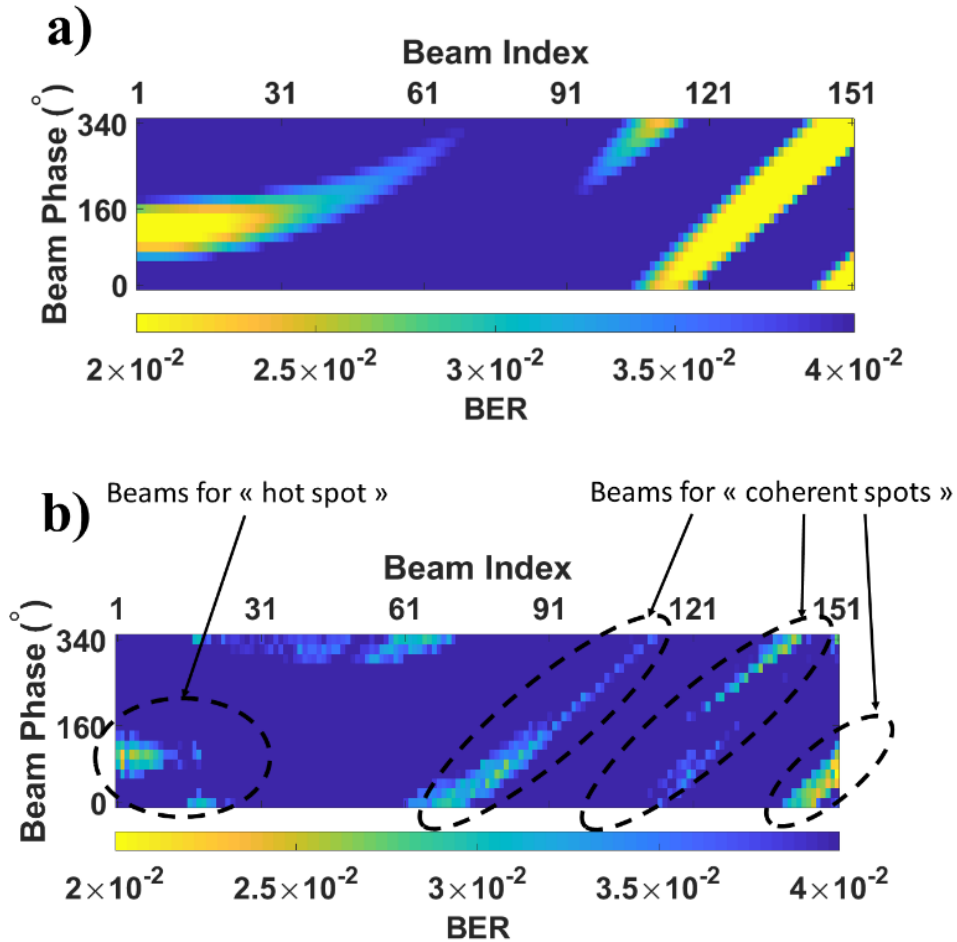 a)
Beam Index
1 31 61 91 121 151
Beam Phase (°)
340
160
0
2×10⁻² 2.5×10⁻² 3×10⁻² 3.5×10⁻² 4×10⁻²
BER
Beams for « hot spot » Beams for « coherent spots »
b)
Beam Index
1 31 61 91 121 151
Beam Phase (°)
340
160
0
2×10⁻² 2.5×10⁻² 3×10⁻² 3.5×10⁻² 4×10⁻²
BER